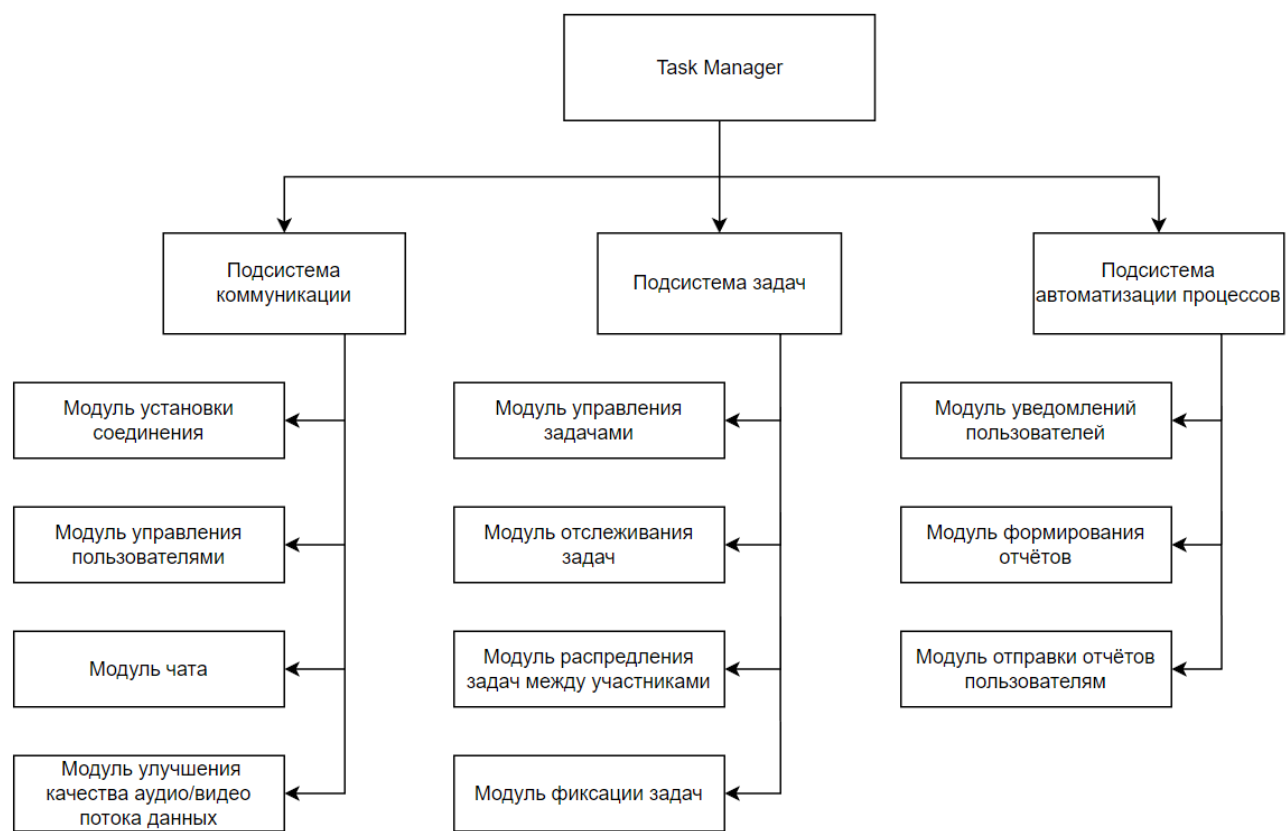 Task Manager
Подсистема
коммуникации
Подсистема задач
Подсистема
автоматизации процессов
Модуль установки
соединения
Модуль управления
задачами
Модуль уведомлений
пользователей
Модуль управления
пользователями
Модуль отслеживания
задач
Модуль формирования
отчётов
Модуль чата
Модуль распредления
задач между участниками
Модуль отправки отчётов
пользователям
Модуль улучшения
качества аудио/видео
потока данных
Модуль фиксации задач